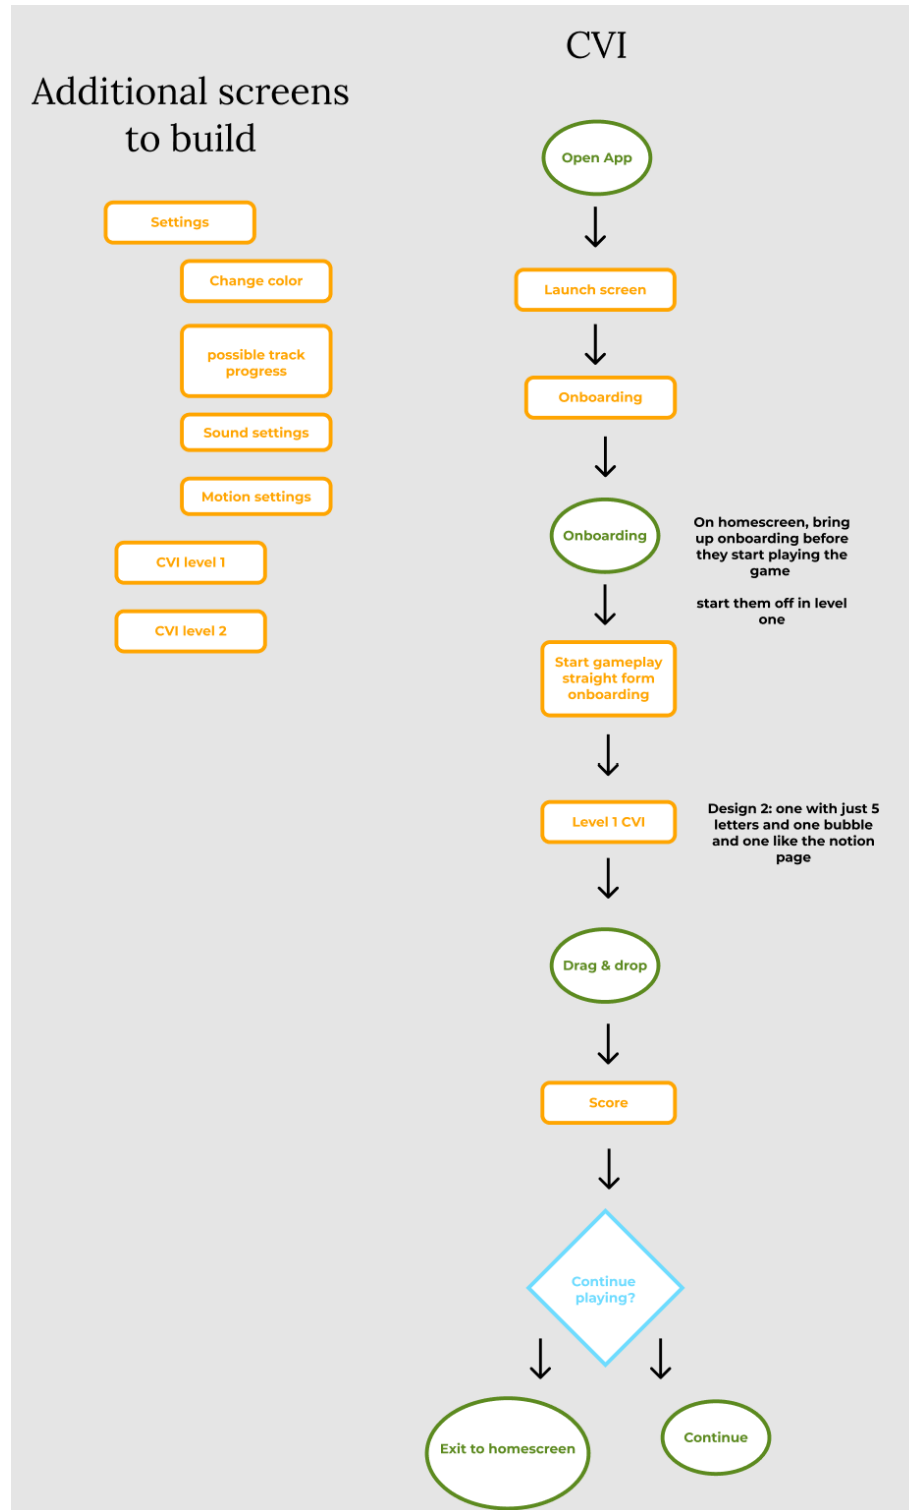 CVI
Additional screens
to build
Settings
Change color
possible track
progress
Sound settings
Motion settings
CVI level 1
CVI level 2
Open App
Launch screen
Onboarding
Onboarding
On homescreen, bring
up onboarding before
they start playing the
game
start them off in level
one
Start gameplay
straight form
onboarding
Level 1 CVI
Design 2: one with just 5
letters and one bubble
and one like the notion
page
Drag & drop
Score
Continue
playing?
Exit to homescreen
Continue